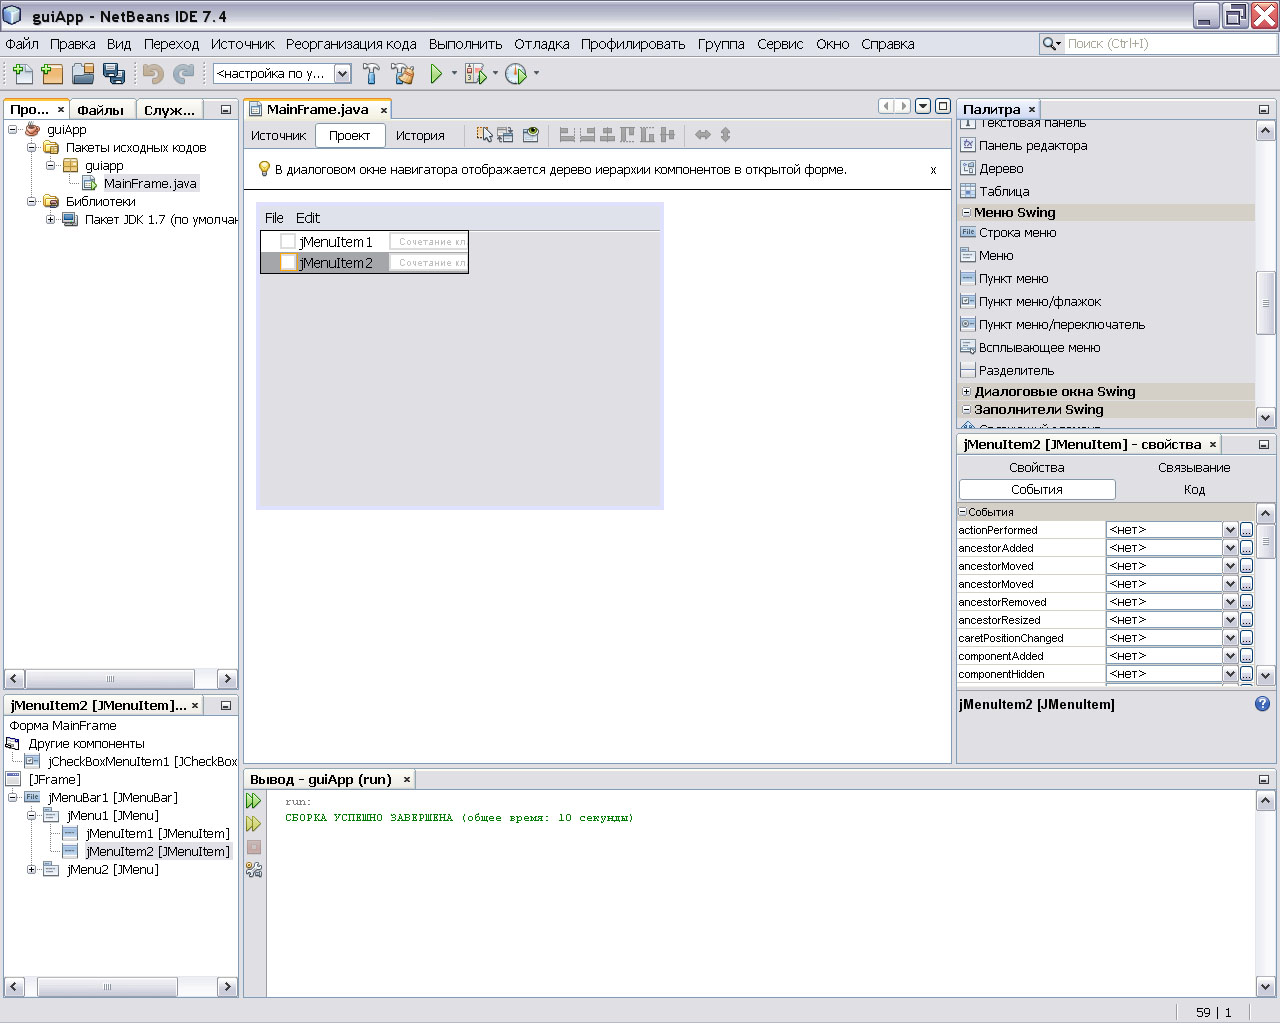 guiApp - NetBeans IDE 7.4
Файл Правка Вид Переход Источник Реорганизация кода Выполнить Отладка Профилировать Группа Сервис Окно Справка
Поиск (Ctrl+I)
<настройка по у...
Про... × Файлы Служ...
guiApp
Пакеты исходных кодов
guiapp
MainFrame.java
Библиотеки
Пакет JDK 1.7 (по умолчан
jMenuItem2 [JMenuItem]... ×
Форма MainFrame
Другие компоненты
jCheckBoxMenuItem1 [JCheckBox
[JFrame]
jMenuBar1 [JMenuBar]
jMenu1 [JMenu]
jMenuItem1 [JMenuItem]
jMenuItem2 [JMenuItem]
jMenu2 [JMenu]
MainFrame.java ×
Источник Проект История
В диалоговом окне навигатора отображается дерево иерархии компонентов в открытой форме. x
File Edit
jMenuItem1 Сочетание кл
jMenuItem2 Сочетание кл
Вывод - guiApp (run) ×
run:
СБОРКА УСПЕШНО ЗАВЕРШЕНА (общее время: 10 секунды)
Палитра ×
Текстовая панель
Панель редактора
Дерево
Таблица
Меню Swing
Строка меню
Меню
Пункт меню
Пункт меню/флажок
Пункт меню/переключатель
Всплывающее меню
Разделитель
Диалоговые окна Swing
Заполнители Swing
jMenuItem2 [JMenuItem] - свойства ×
Свойства Связывание
События Код
События
actionPerformed <нет> ...
ancestorAdded <нет> ...
ancestorMoved <нет> ...
ancestorMoved <нет> ...
ancestorRemoved <нет> ...
ancestorResized <нет> ...
caretPositionChanged <нет> ...
componentAdded <нет> ...
componentHidden <нет> ...
jMenuItem2 [JMenuItem]
59 | 1